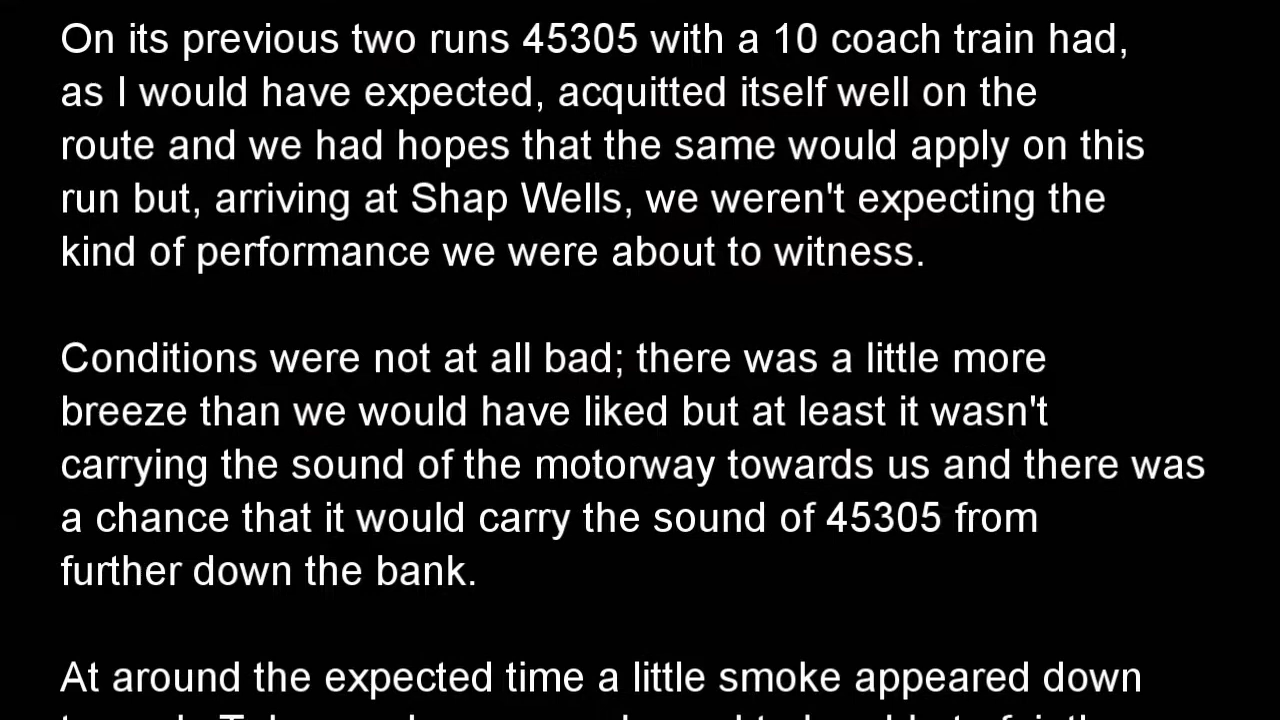 On its previous two runs 45305 with a 10 coach train had,
as I would have expected, acquitted itself well on the
route and we had hopes that the same would apply on this
run but, arriving at Shap Wells, we weren't expecting the
kind of performance we were about to witness.
Conditions were not at all bad; there was a little more
breeze than we would have liked but at least it wasn't
carrying the sound of the motorway towards us and there was
a chance that it would carry the sound of 45305 from
further down the bank.
At around the expected time a little smoke appeared down